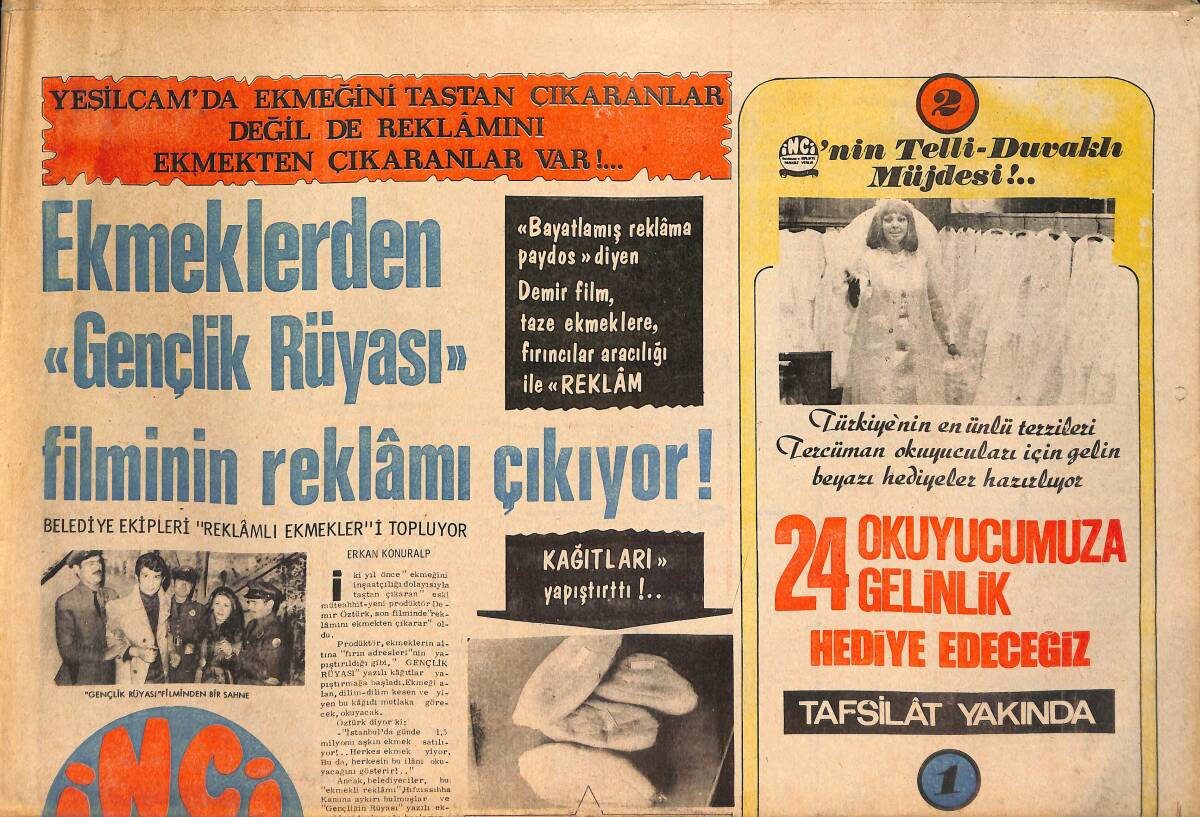 YEŞİLÇAM'DA EKMEĞİNİ TAŞTAN ÇIKARANLAR
DEĞİL DE REKLÂMINI
EKMEKTEN ÇIKARANLAR VAR!...
Ekmeklerden
«Gençlik Rüyası»
filminin reklâmı çıkıyor!
«Bayatlamış reklâma
paydos» diyen
Demir film,
taze ekmeklere,
fırıncılar aracılığı
ile «REKLÂM
KAĞITLARI»
yapıştırttı!..
BELEDİYE EKİPLERİ "REKLÂMLI EKMEKLER"İ TOPLUYOR
"GENÇLİK RÜYASI"FİLMİNDEN BİR SAHNE
İNCİ
ERKAN KONURALP
İki yıl önce" ekmeğini
inşaatçılığı dolayısıyla
taştan çıkaran" eski
müteahhit-yeni prodüktör De-
mir Öztürk, son filminde"rek-
lâmını ekmekten çıkarar" ol-
du.
Prodüktör, ekmeklerin al-
tına "fırın adresleri"nin ya-
pıştırıldığı gibi," GENÇLİK
RÜYASI" yazılı kâğıtlar ya-
pıştırmağa başladı.Ekmeği a-
lan, dilim-dilim kesen ve yi-
yen bu kâğıdı mutlaka göre-
cek, okuyacak.
Öztürk diyor ki:
-"İstanbul'da günde 1,5
milyonu aşkın ekmek satılı-
yor!.. Herkes ekmek yiyor.
Bu da, herkesin bu ilânı oku-
yacağını gösterir!.."
Ancak, belediyeciler, bu
"ekmekli reklâmı",Hıfzıssıhha
Kanuna aykırı bulmuşlar ve
"Gençliğin Rüyası" yazılı ek-
2
İNCİ'nin Telli-Duvaklı
Müjdesi!..
Türkiye'nin en ünlü terzileri
Tercüman okuyucuları için gelin
beyazı hediyeler hazırlıyor
24 OKUYUCUMUZA
GELİNLİK
HEDİYE EDECEĞİZ
TAFSİLÂT YAKINDA
1